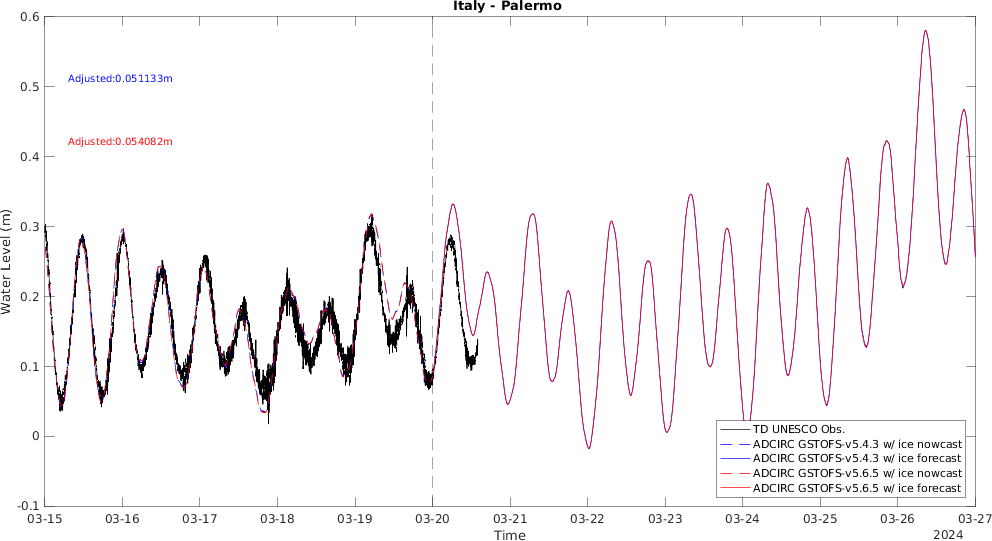 Italy - Palermo
0.6
0.5
0.4
0.3
0.2
0.1
0
-0.1
Water Level (m)
Adjusted:0.051133m
Adjusted:0.054082m
TD UNESCO Obs.
ADCIRC GSTOFS-v5.4.3 w/ ice nowcast
ADCIRC GSTOFS-v5.4.3 w/ ice forecast
ADCIRC GSTOFS-v5.6.5 w/ ice nowcast
ADCIRC GSTOFS-v5.6.5 w/ ice forecast
03-15 03-16 03-17 03-18 03-19 03-20 03-21 03-22 03-23 03-24 03-25 03-26 03-27
Time
2024